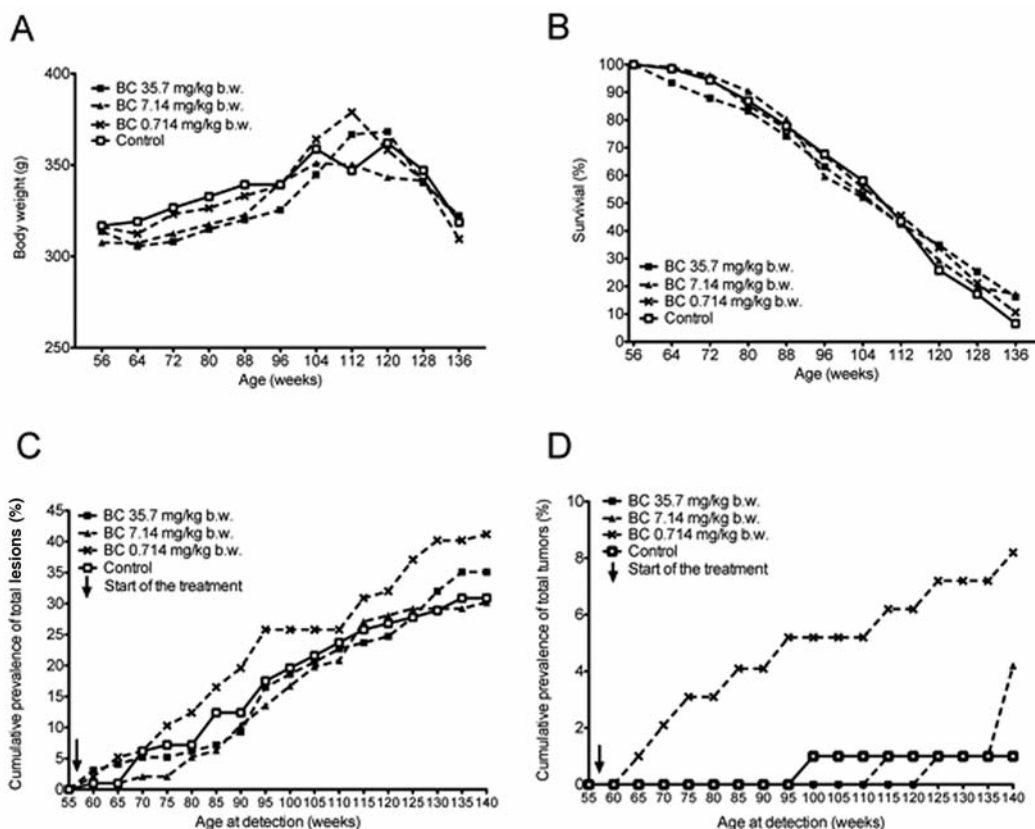 A
400
350
300
250
Body weight (g)
BC 35.7 mg/kg b.w.
BC 7.14 mg/kg b.w.
BC 0.714 mg/kg b.w.
Control
56 64 72 80 88 96 104 112 120 128 136
Age (weeks)
B
100
90
80
70
60
50
40
30
20
10
0
Survivial (%)
BC 35.7 mg/kg b.w.
BC 7.14 mg/kg b.w.
BC 0.714 mg/kg b.w.
Control
56 64 72 80 88 96 104 112 120 128 136
Age (weeks)
C
45
40
35
30
25
20
15
10
5
0
Cumulative prevalence of total lesions (%)
BC 35.7 mg/kg b.w.
BC 7.14 mg/kg b.w.
BC 0.714 mg/kg b.w.
Control
Start of the treatment
55 60 65 70 75 80 85 90 95 100 105 110 115 120 125 130 135 140
Age at detection (weeks)
D
10
8
6
4
2
0
Cumulative prevalence of total tumors (%)
BC 35.7 mg/kg b.w.
BC 7.14 mg/kg b.w.
BC 0.714 mg/kg b.w.
Control
Start of the treatment
55 60 65 70 75 80 85 90 95 100 105 110 115 120 125 130 135 140
Age at detection (weeks)